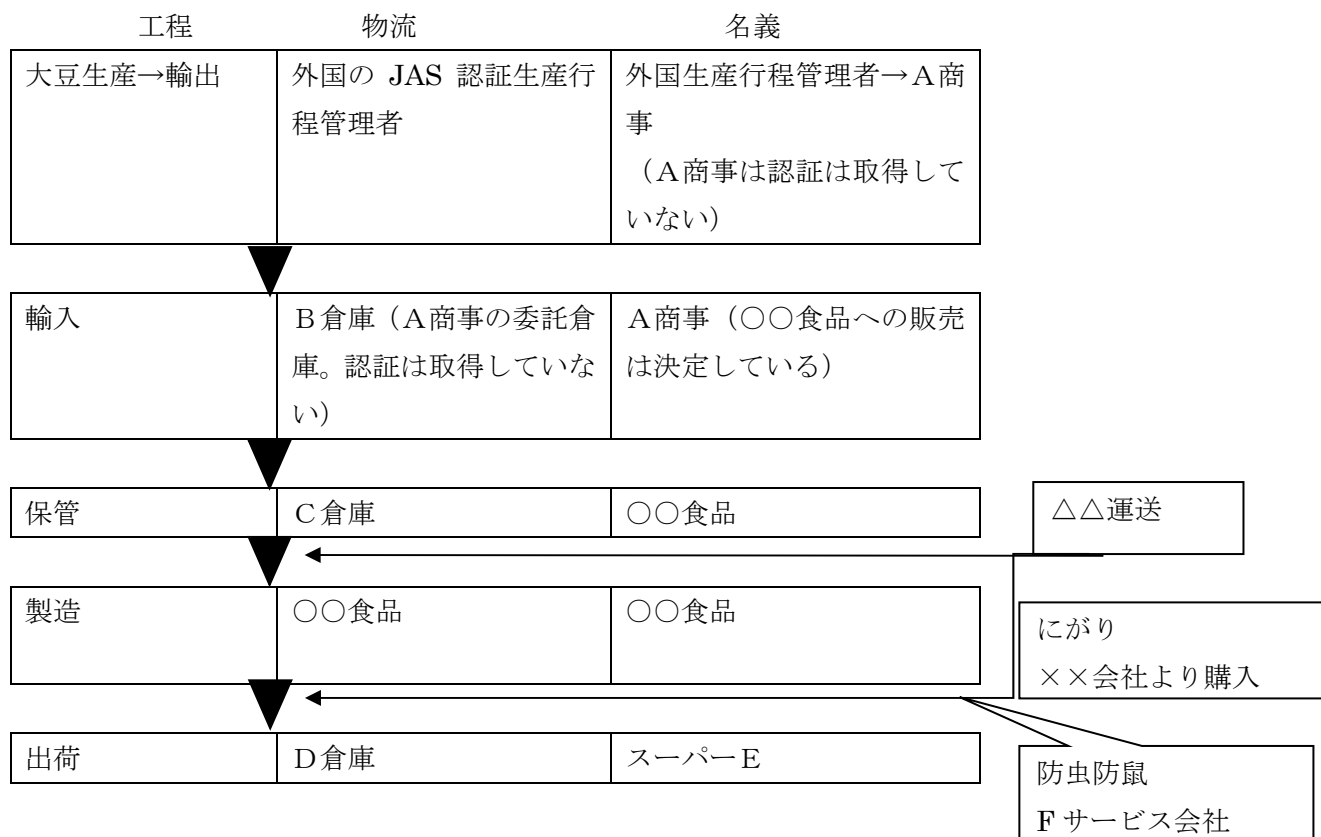 工程 物流 名義
大豆生産→輸出
外国の JAS 認証生産行
程管理者
外国生産行程管理者→A商
事
(A商事は認証は取得して
いない)
輸入
B倉庫(A商事の委託倉
庫。認証は取得していな
い)
A商事(○○食品への販売
は決定している)
保管
C倉庫
○○食品
△△運送
製造
○○食品
○○食品
にがり
××会社より購入
出荷
D倉庫
スーパーE
防虫防鼠
F サービス会社